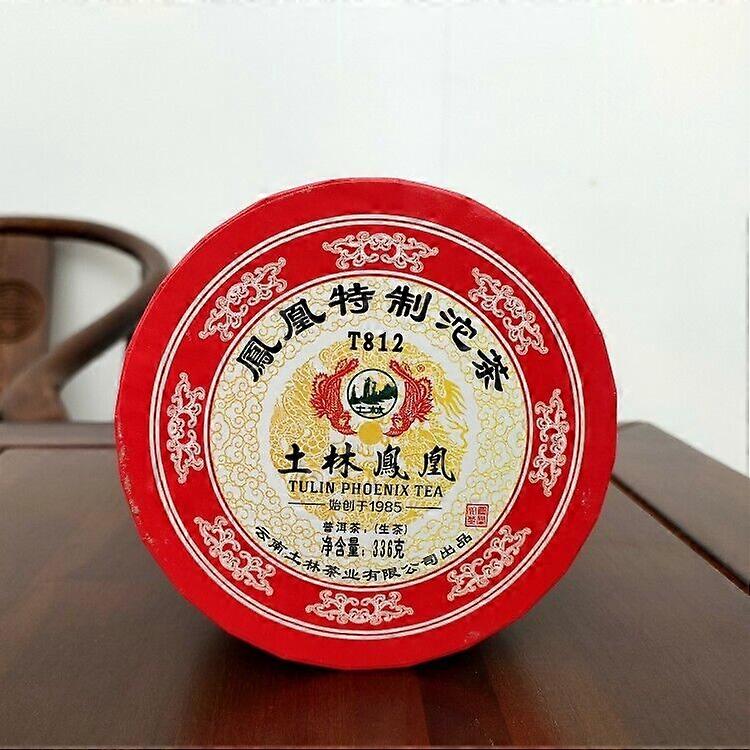 鳳凰特制沱茶
T812
土林
®
土林鳳凰
TULIN PHOENIX TEA
始创于1985
普洱茶：(生茶)
净含量：336克
云南土林茶业有限公司出品